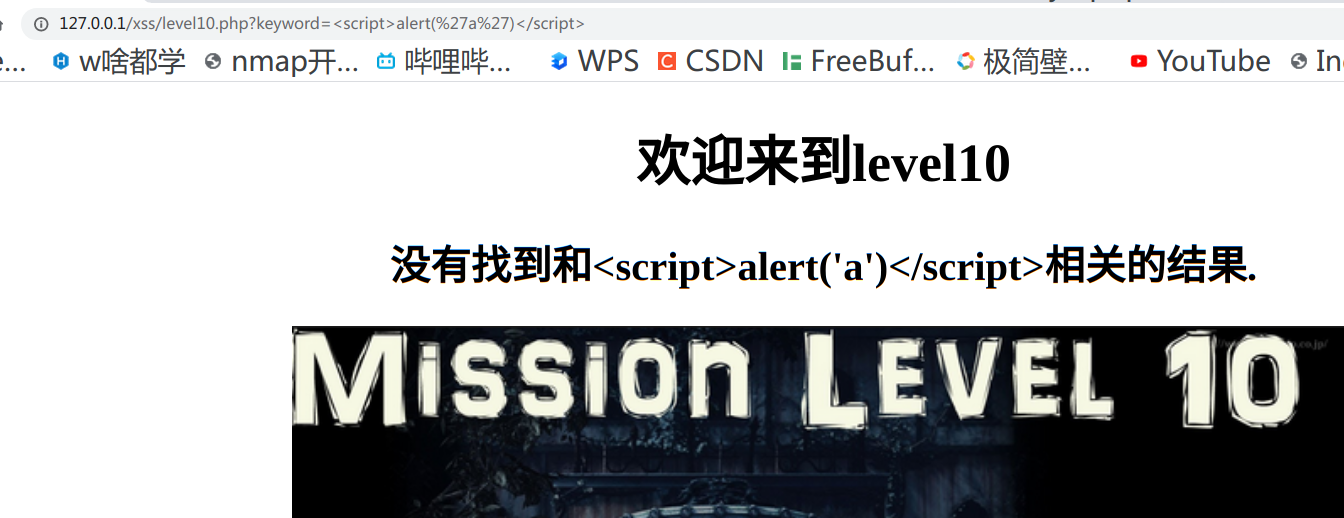 127.0.0.1/xss/level10.php?keyword=<script>alert(%27a%27)</script>
e... w啥都学 nmap开... 哔哩哔... WPS CSDN FreeBuf... 极简壁... YouTube In
欢迎来到level10
没有找到和<script>alert('a')</script>相关的结果.
MISSION LEVEL 10